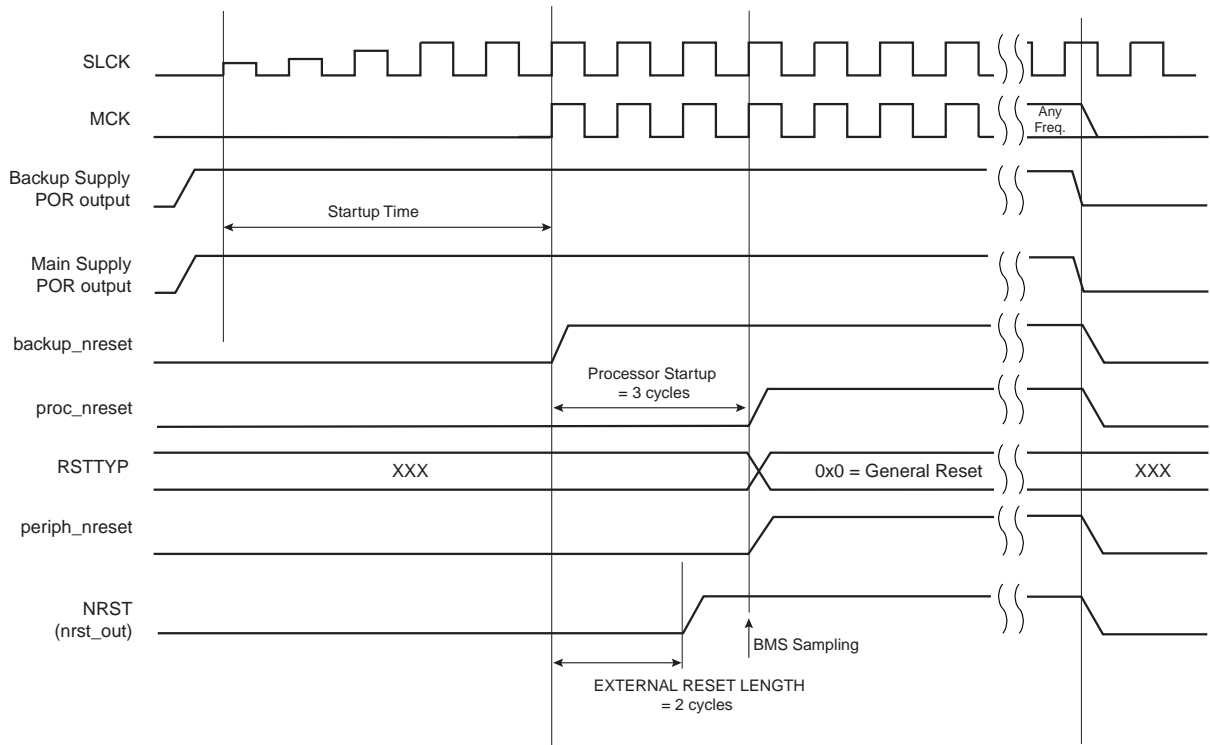 SLCK
MCK
Any
Freq.
Backup Supply
POR output
Startup Time
Main Supply
POR output
backup_nreset
Processor Startup
= 3 cycles
proc_nreset
RSTTYP
XXX
0x0 = General Reset
XXX
periph_nreset
NRST
(nrst_out)
BMS Sampling
EXTERNAL RESET LENGTH
= 2 cycles